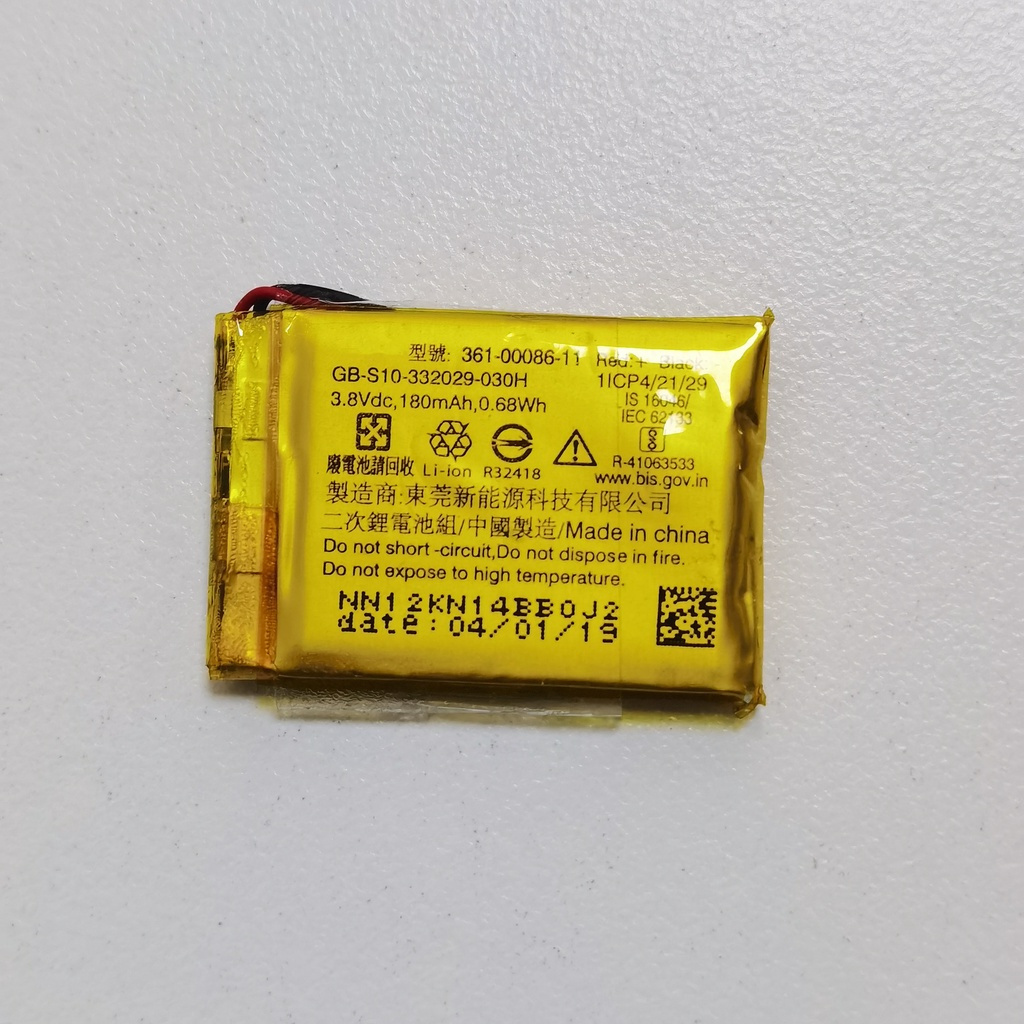 型號: 361-00086-11 Red:+ Black:-
GB-S10-332029-030H 1ICP4/21/29
3.8Vdc,180mAh,0.68Wh IS 16046/
IEC 62133
廢電池請回收 Li-ion R32418 R-41063533
www.bis.gov.in
製造商:東莞新能源科技有限公司
二次鋰電池組/中國製造/Made in china
Do not short -circuit,Do not dispose in fire.
Do not expose to high temperature.
NN12KN14BB0J2
date:04/01/19